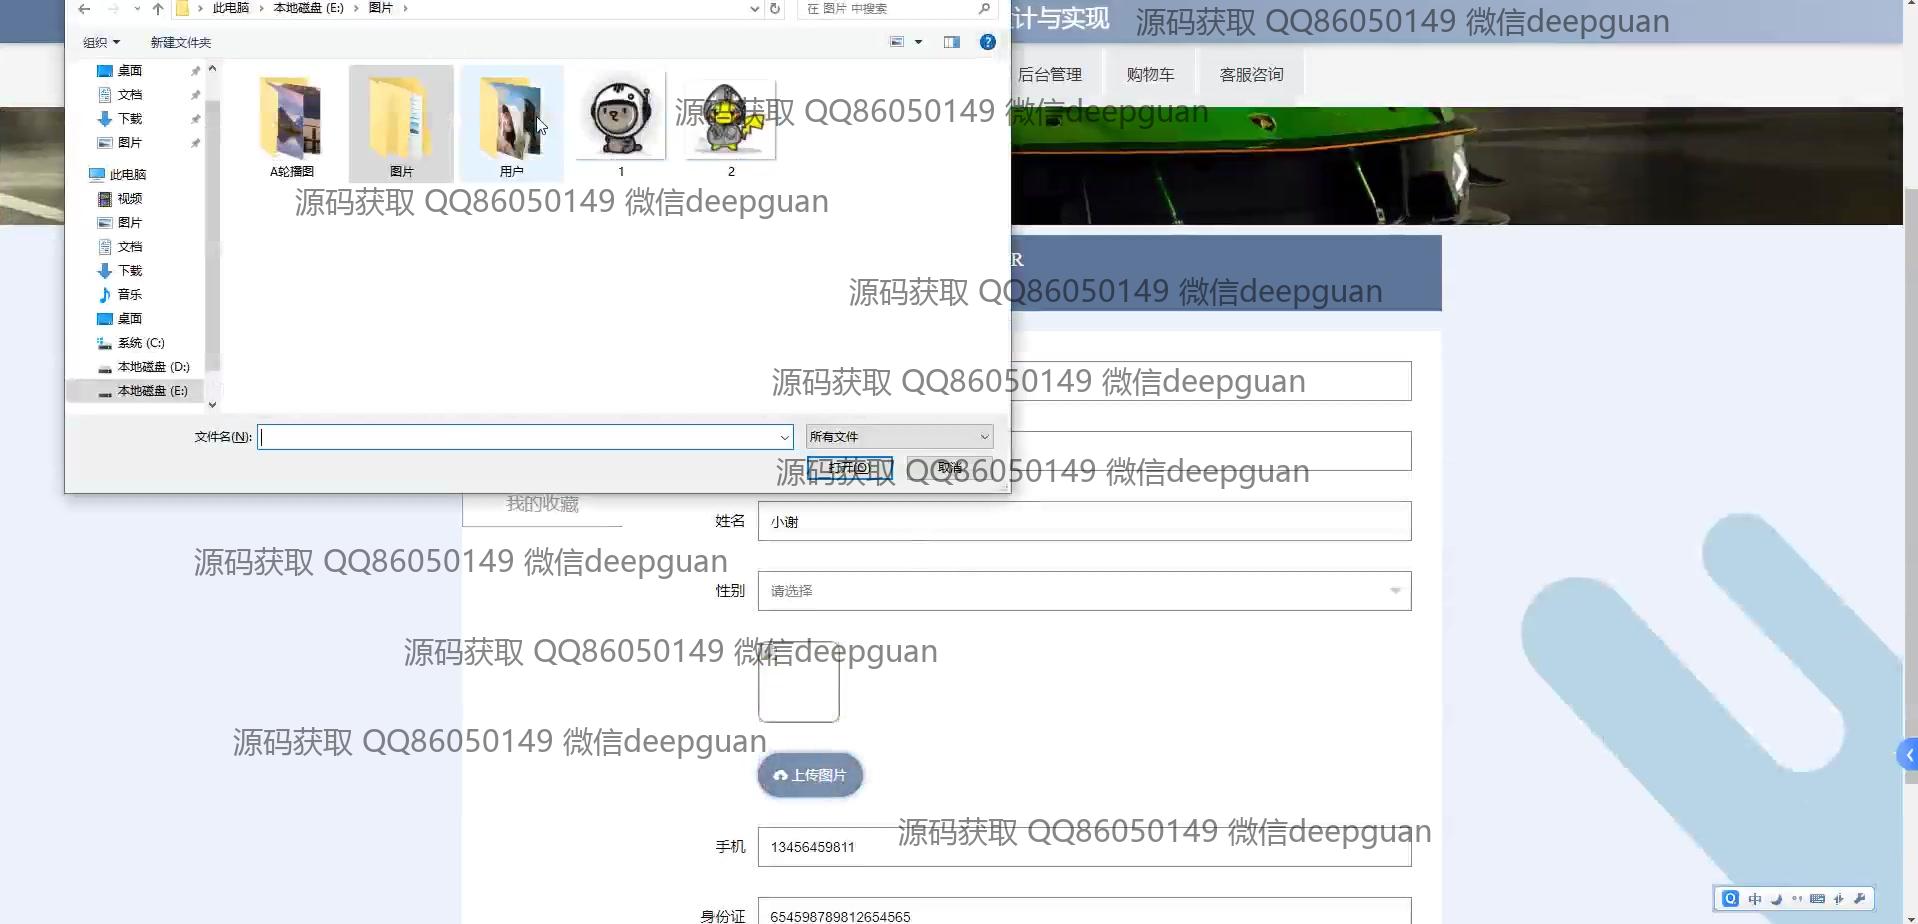 此电脑 › 本地磁盘 (E:) › 图片 ›
在 图片 中搜索
计与实现
源码获取 QQ86050149 微信deepguan
组织
新建文件夹
后台管理
购物车
客服咨询
桌面
文档
下载
图片
此电脑
视频
图片
文档
下载
音乐
桌面
系统 (C:)
本地磁盘 (D:)
本地磁盘 (E:)
A轮播图
图片
用户
1
2
源码获取 QQ86050149 微信deepguan
源码获取 QQ86050149 微信deepguan
R
源码获取 QQ86050149 微信deepguan
源码获取 QQ86050149 微信deepguan
文件名(N):
所有文件
打开(O)
取消
源码获取 QQ86050149 微信deepguan
我的收藏
姓名
小谢
源码获取 QQ86050149 微信deepguan
性别
请选择
源码获取 QQ86050149 微信deepguan
源码获取 QQ86050149 微信deepguan
上传图片
源码获取 QQ86050149 微信deepguan
手机
13456459811
身份证
654598789812654565
中